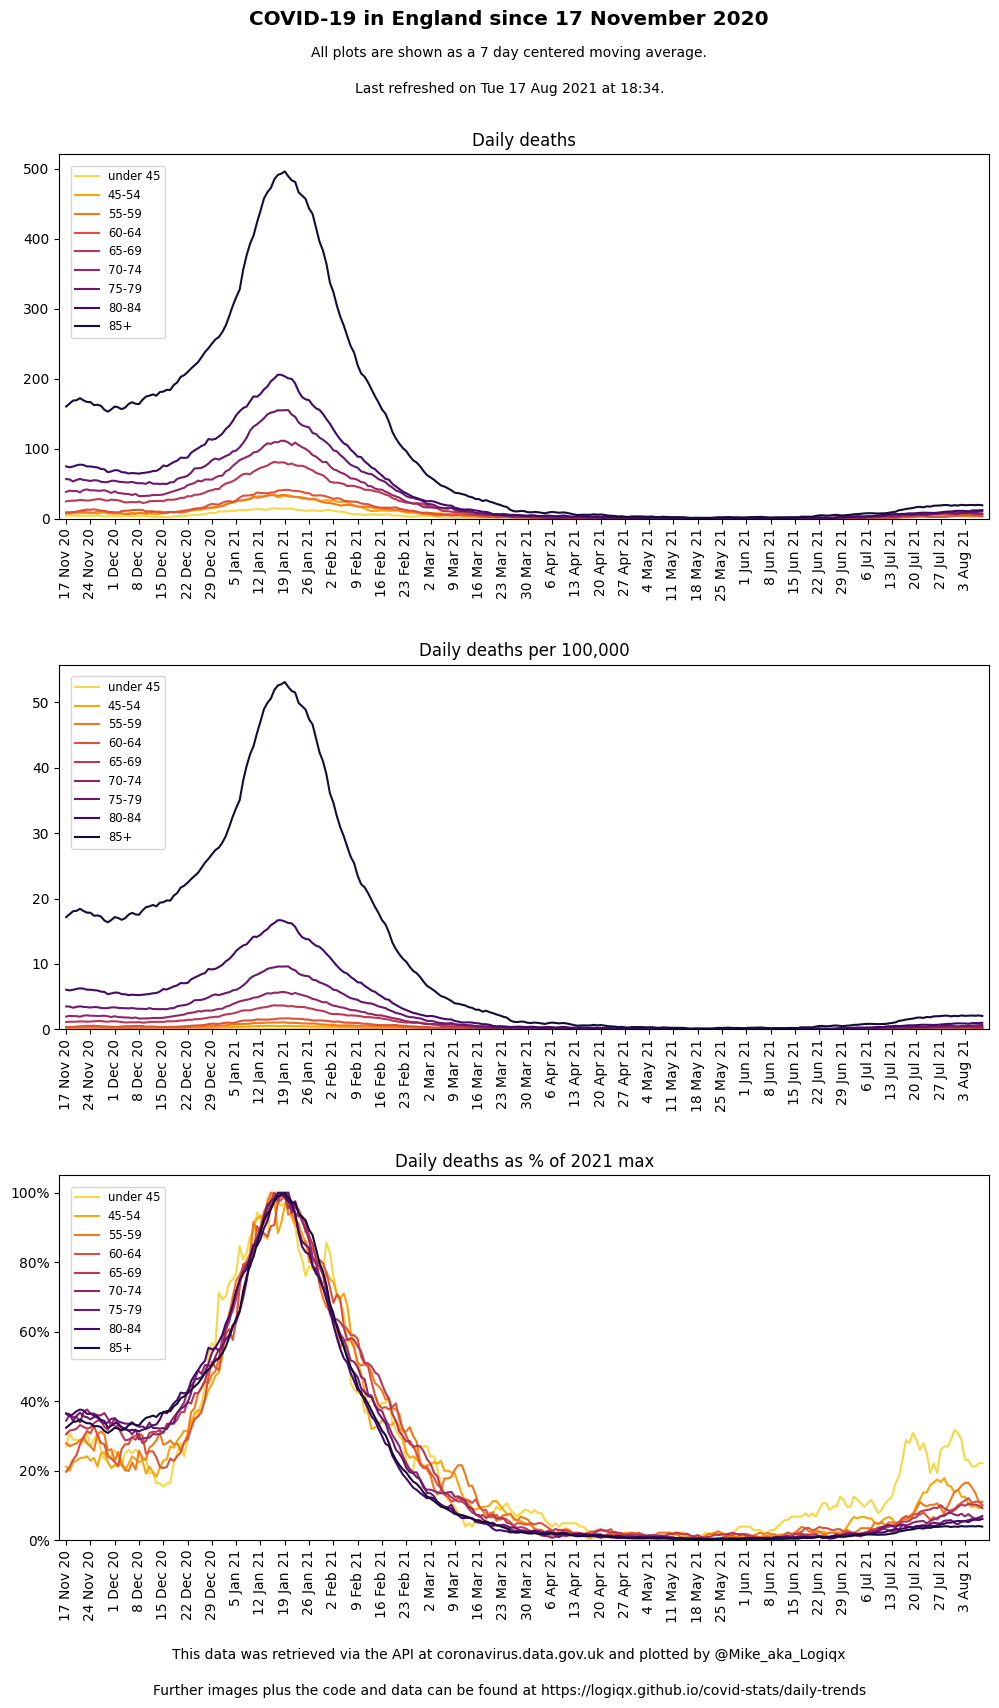 COVID-19 in England since 17 November 2020
All plots are shown as a 7 day centered moving average.
Last refreshed on Tue 17 Aug 2021 at 18:34.
Daily deaths
500
400
300
200
100
0
under 45
45-54
55-59
60-64
65-69
70-74
75-79
80-84
85+
17 Nov 20
24 Nov 20
1 Dec 20
8 Dec 20
15 Dec 20
22 Dec 20
29 Dec 20
5 Jan 21
12 Jan 21
19 Jan 21
26 Jan 21
2 Feb 21
9 Feb 21
16 Feb 21
23 Feb 21
2 Mar 21
9 Mar 21
16 Mar 21
23 Mar 21
30 Mar 21
6 Apr 21
13 Apr 21
20 Apr 21
27 Apr 21
4 May 21
11 May 21
18 May 21
25 May 21
1 Jun 21
8 Jun 21
15 Jun 21
22 Jun 21
29 Jun 21
6 Jul 21
13 Jul 21
20 Jul 21
27 Jul 21
3 Aug 21
Daily deaths per 100,000
50
40
30
20
10
0
under 45
45-54
55-59
60-64
65-69
70-74
75-79
80-84
85+
17 Nov 20
24 Nov 20
1 Dec 20
8 Dec 20
15 Dec 20
22 Dec 20
29 Dec 20
5 Jan 21
12 Jan 21
19 Jan 21
26 Jan 21
2 Feb 21
9 Feb 21
16 Feb 21
23 Feb 21
2 Mar 21
9 Mar 21
16 Mar 21
23 Mar 21
30 Mar 21
6 Apr 21
13 Apr 21
20 Apr 21
27 Apr 21
4 May 21
11 May 21
18 May 21
25 May 21
1 Jun 21
8 Jun 21
15 Jun 21
22 Jun 21
29 Jun 21
6 Jul 21
13 Jul 21
20 Jul 21
27 Jul 21
3 Aug 21
Daily deaths as % of 2021 max
100%
80%
60%
40%
20%
0%
under 45
45-54
55-59
60-64
65-69
70-74
75-79
80-84
85+
17 Nov 20
24 Nov 20
1 Dec 20
8 Dec 20
15 Dec 20
22 Dec 20
29 Dec 20
5 Jan 21
12 Jan 21
19 Jan 21
26 Jan 21
2 Feb 21
9 Feb 21
16 Feb 21
23 Feb 21
2 Mar 21
9 Mar 21
16 Mar 21
23 Mar 21
30 Mar 21
6 Apr 21
13 Apr 21
20 Apr 21
27 Apr 21
4 May 21
11 May 21
18 May 21
25 May 21
1 Jun 21
8 Jun 21
15 Jun 21
22 Jun 21
29 Jun 21
6 Jul 21
13 Jul 21
20 Jul 21
27 Jul 21
3 Aug 21
This data was retrieved via the API at coronavirus.data.gov.uk and plotted by @Mike_aka_Logiqx
Further images plus the code and data can be found at https://logiqx.github.io/covid-stats/daily-trends